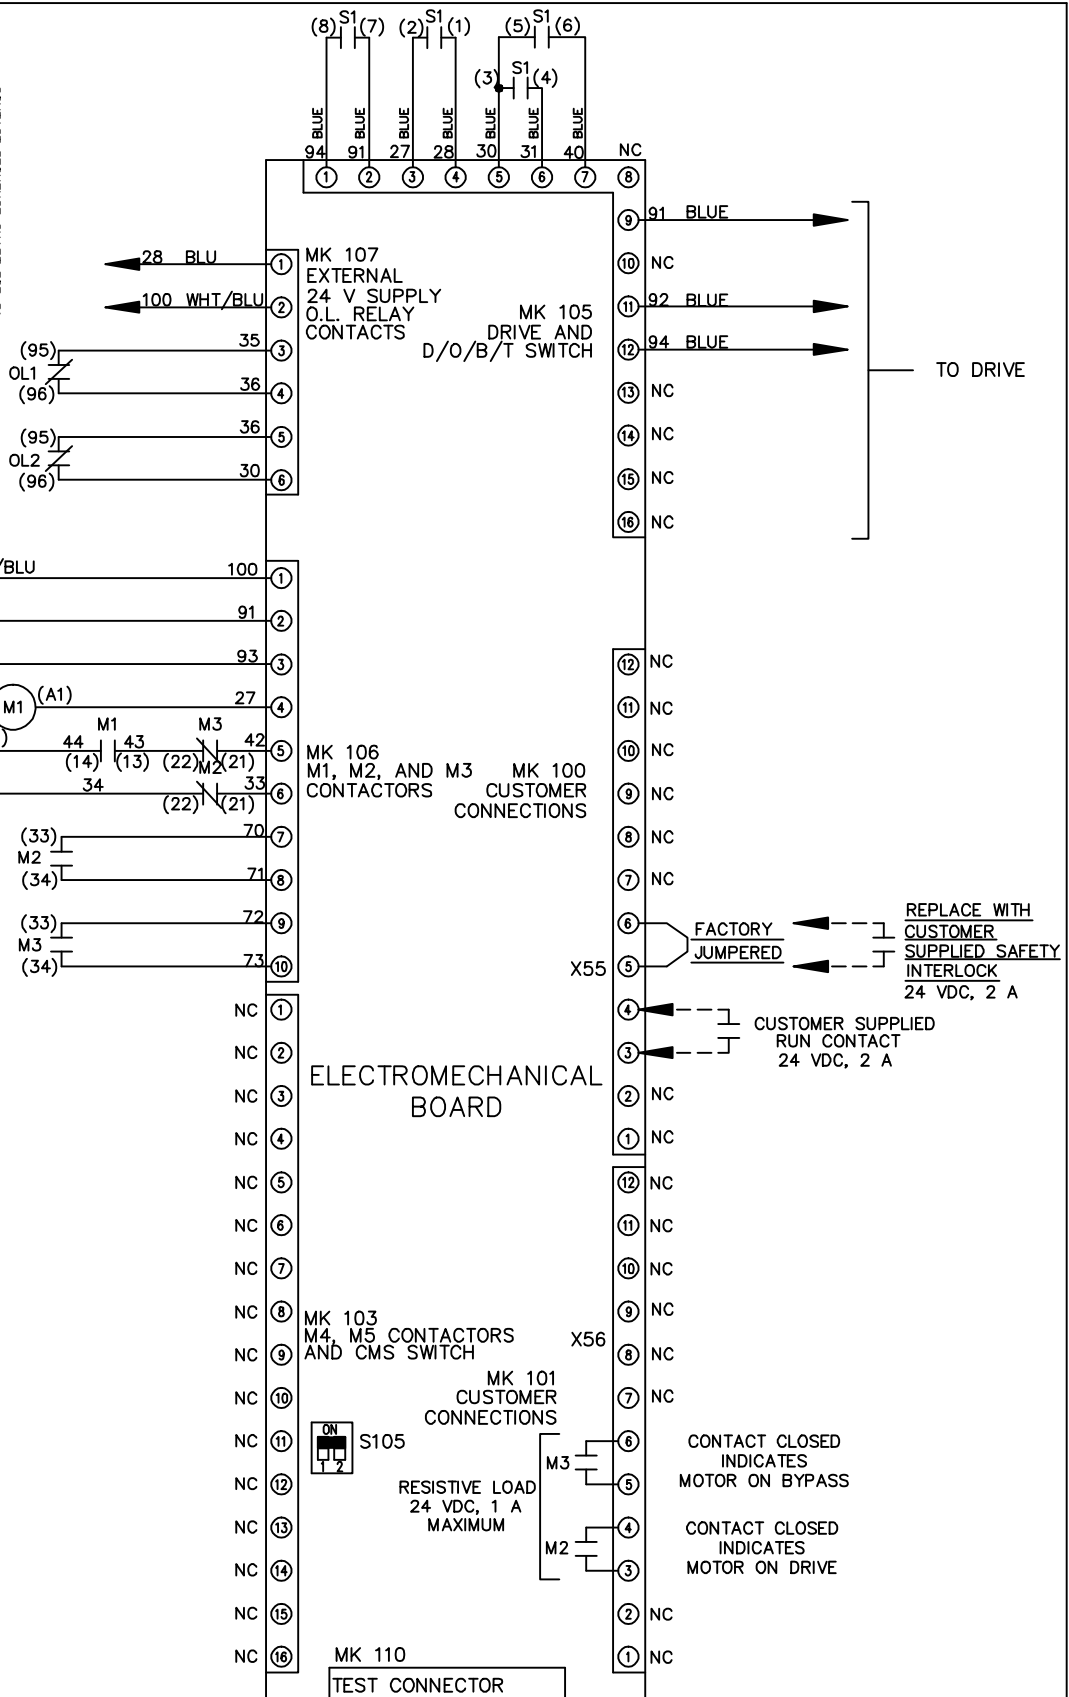 (8) S1 (7) (2) S1 (1) (5) S1 (6)
(3) S1 (4)
BLUE BLUE BLUE BLUE BLUE BLUE BLUE
94 91 27 28 30 31 40 NC
1 2 3 4 5 6 7 8
9 91 BLUE
28 BLU 1 MK 107
EXTERNAL
24 V SUPPLY
O.L. RELAY
CONTACTS
10 NC
100 WHT/BLU 2
MK 105
DRIVE AND
D/O/B/T SWITCH
11 92 BLUE
12 94 BLUE
TO DRIVE
(95) 35 3
OL1
(96) 36 4
13 NC
(95) 36 5
OL2
(96) 30 6
14 NC
15 NC
16 NC
/BLU 100 1
91 2
93 3
M1 (A1) 27 4
) 44 M1 43 M3 42 5
(14) (13) (22) (21)
34 M2 33 6
(22) (21)
MK 106
M1, M2, AND M3
CONTACTORS
MK 100
CUSTOMER
CONNECTIONS
(33) 70 7
M2
(34) 71 8
(33) 72 9
M3
(34) 73 10
12 NC
11 NC
10 NC
9 NC
8 NC
7 NC
6
X55 5
FACTORY
JUMPERED
REPLACE WITH
CUSTOMER
SUPPLIED SAFETY
INTERLOCK
24 VDC, 2 A
4
3
CUSTOMER SUPPLIED
RUN CONTACT
24 VDC, 2 A
2 NC
1 NC
ELECTROMECHANICAL
BOARD
NC 1
NC 2
NC 3
NC 4
NC 5
NC 6
NC 7
NC 8
NC 9
NC 10
NC 11
NC 12
NC 13
NC 14
NC 15
NC 16
MK 103
M4, M5 CONTACTORS
AND CMS SWITCH
ON
1 2
S105
12 NC
11 NC
10 NC
9 NC
X56
8 NC
7 NC
MK 101
CUSTOMER
CONNECTIONS
6
M3
5
CONTACT CLOSED
INDICATES
MOTOR ON BYPASS
RESISTIVE LOAD
24 VDC, 1 A
MAXIMUM
4
M2
3
CONTACT CLOSED
INDICATES
MOTOR ON DRIVE
2 NC
1 NC
MK 110
TEST CONNECTOR